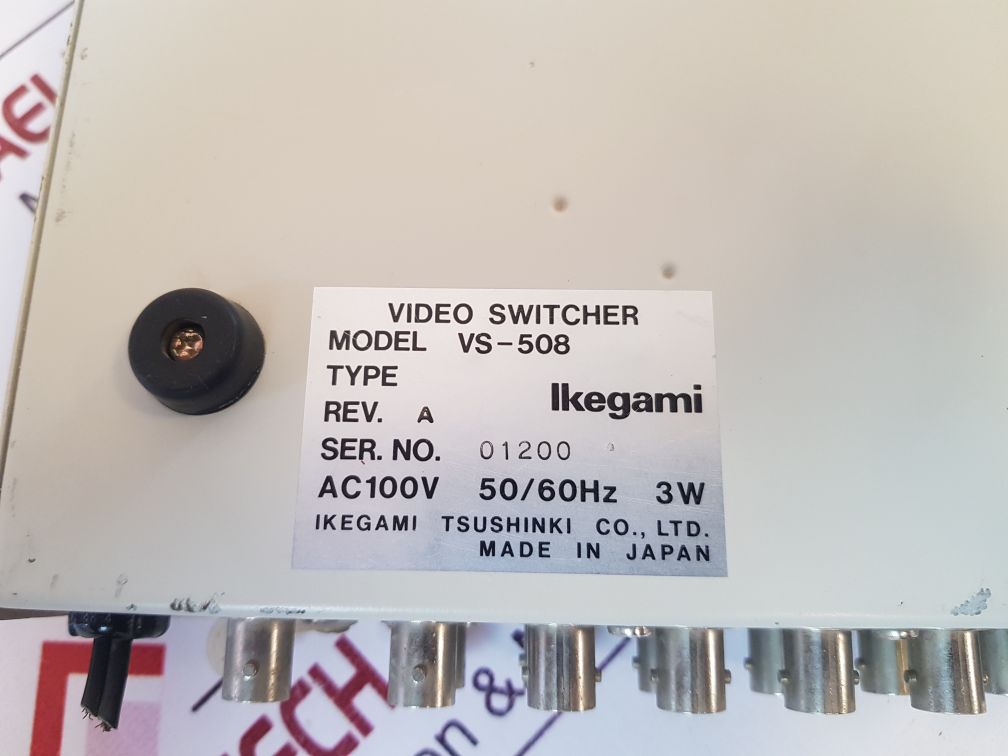 VIDEO SWITCHER
MODEL VS-508
TYPE
Ikegami
REV. A
SER. NO. 01200
AC100V 50/60Hz 3W
IKEGAMI TSUSHINKI CO., LTD.
MADE IN JAPAN